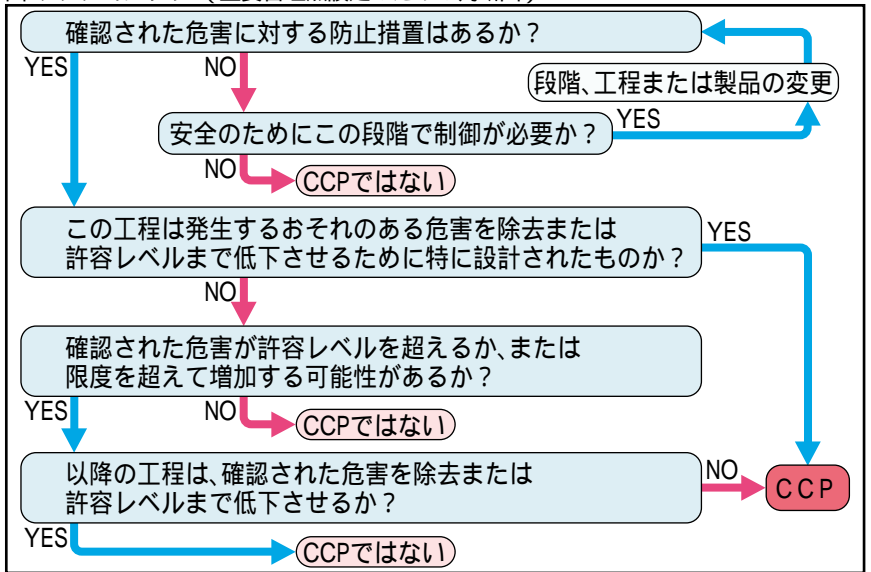 確認された危害に対する防止措置はあるか？
YES
NO
段階、工程または製品の変更
安全のためにこの段階で制御が必要か？
YES
NO
CCPではない
この工程は発生するおそれのある危害を除去または
許容レベルまで低下させるために特に設計されたものか？
YES
NO
確認された危害が許容レベルを超えるか、または
限度を超えて増加する可能性があるか？
YES
NO
CCPではない
以降の工程は、確認された危害を除去または
許容レベルまで低下させるか？
NO
CCP
YES
CCPではない